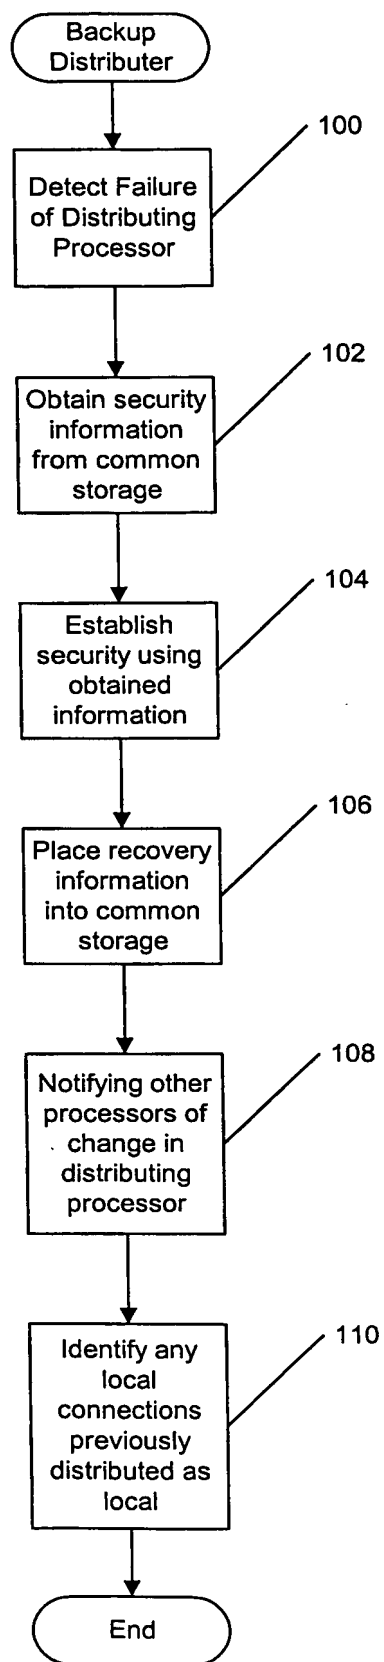 Backup
Distributer
100
Detect Failure
of Distributing
Processor
102
Obtain security
information
from common
storage
104
Establish
security using
obtained
information
106
Place recovery
information
into common
storage
108
Notifying other
processors of
change in
distributing
processor
110
Identify any
local
connections
previously
distributed as
local
End